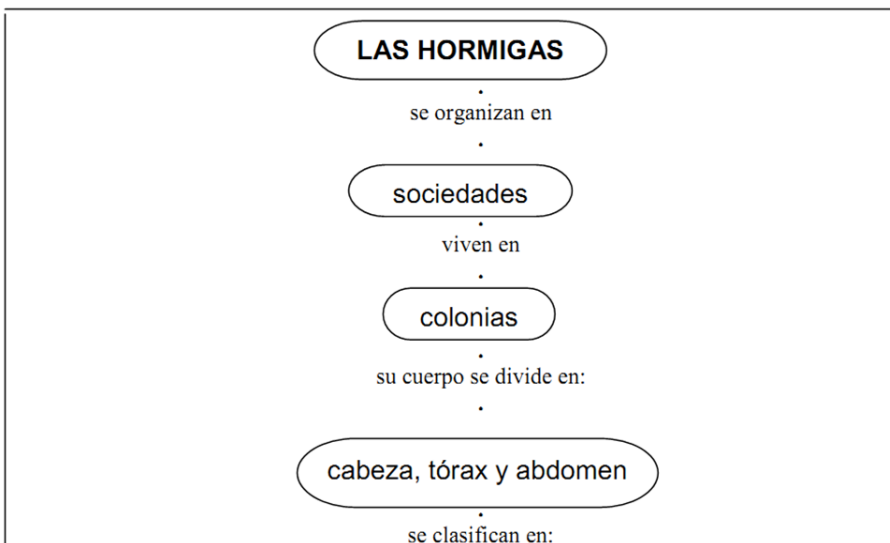 LAS HORMIGAS
se organizan en
sociedades
viven en
colonias
su cuerpo se divide en:
cabeza, tórax y abdomen
se clasifican en: